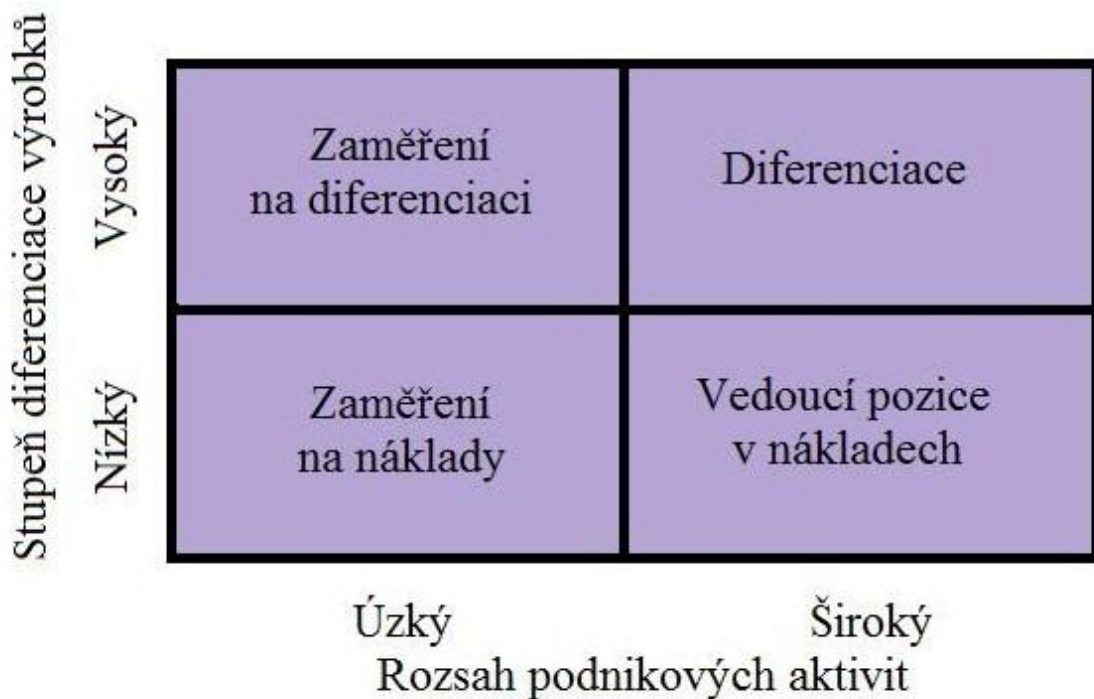 Stupeň diferenciace výrobků
Vysoký
Zaměření
na diferenciaci
Diferenciace
Nízký
Zaměření
na náklady
Vedoucí pozice
v nákladech
Úzký
Široký
Rozsah podnikových aktivit